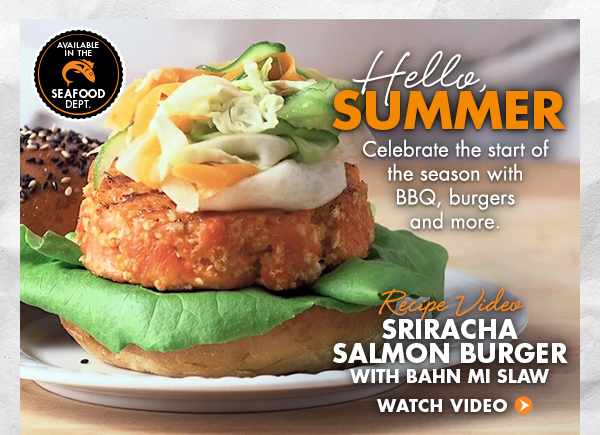 AVAILABLE
IN THE
SEAFOOD
DEPT.
Hello,
SUMMER
Celebrate the start of
the season with
BBQ, burgers
and more.
Recipe Video
SRIRACHA
SALMON BURGER
WITH BAHN MI SLAW
WATCH VIDEO